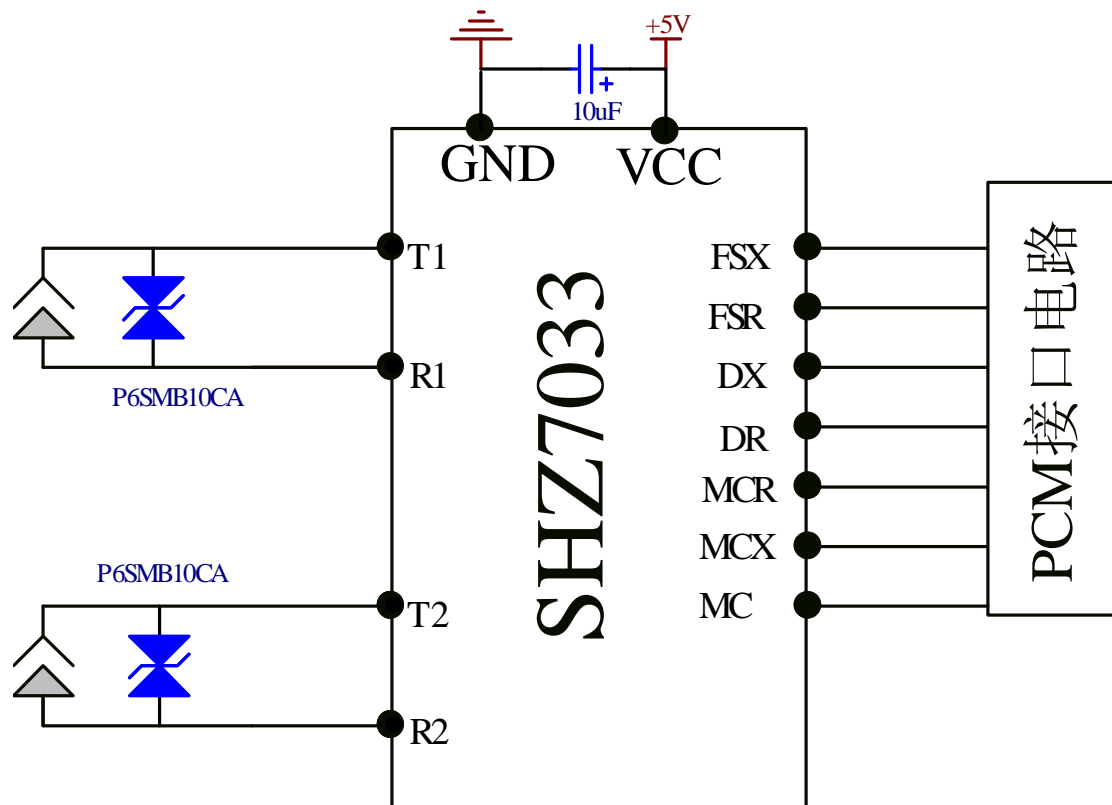 +5V
10uF
GND
VCC
T1
FSX
FSR
R1
DX
P6SMB10CA
DR
MCR
MCX
P6SMB10CA
T2
MC
R2
SHZ7033
PCM接口电路